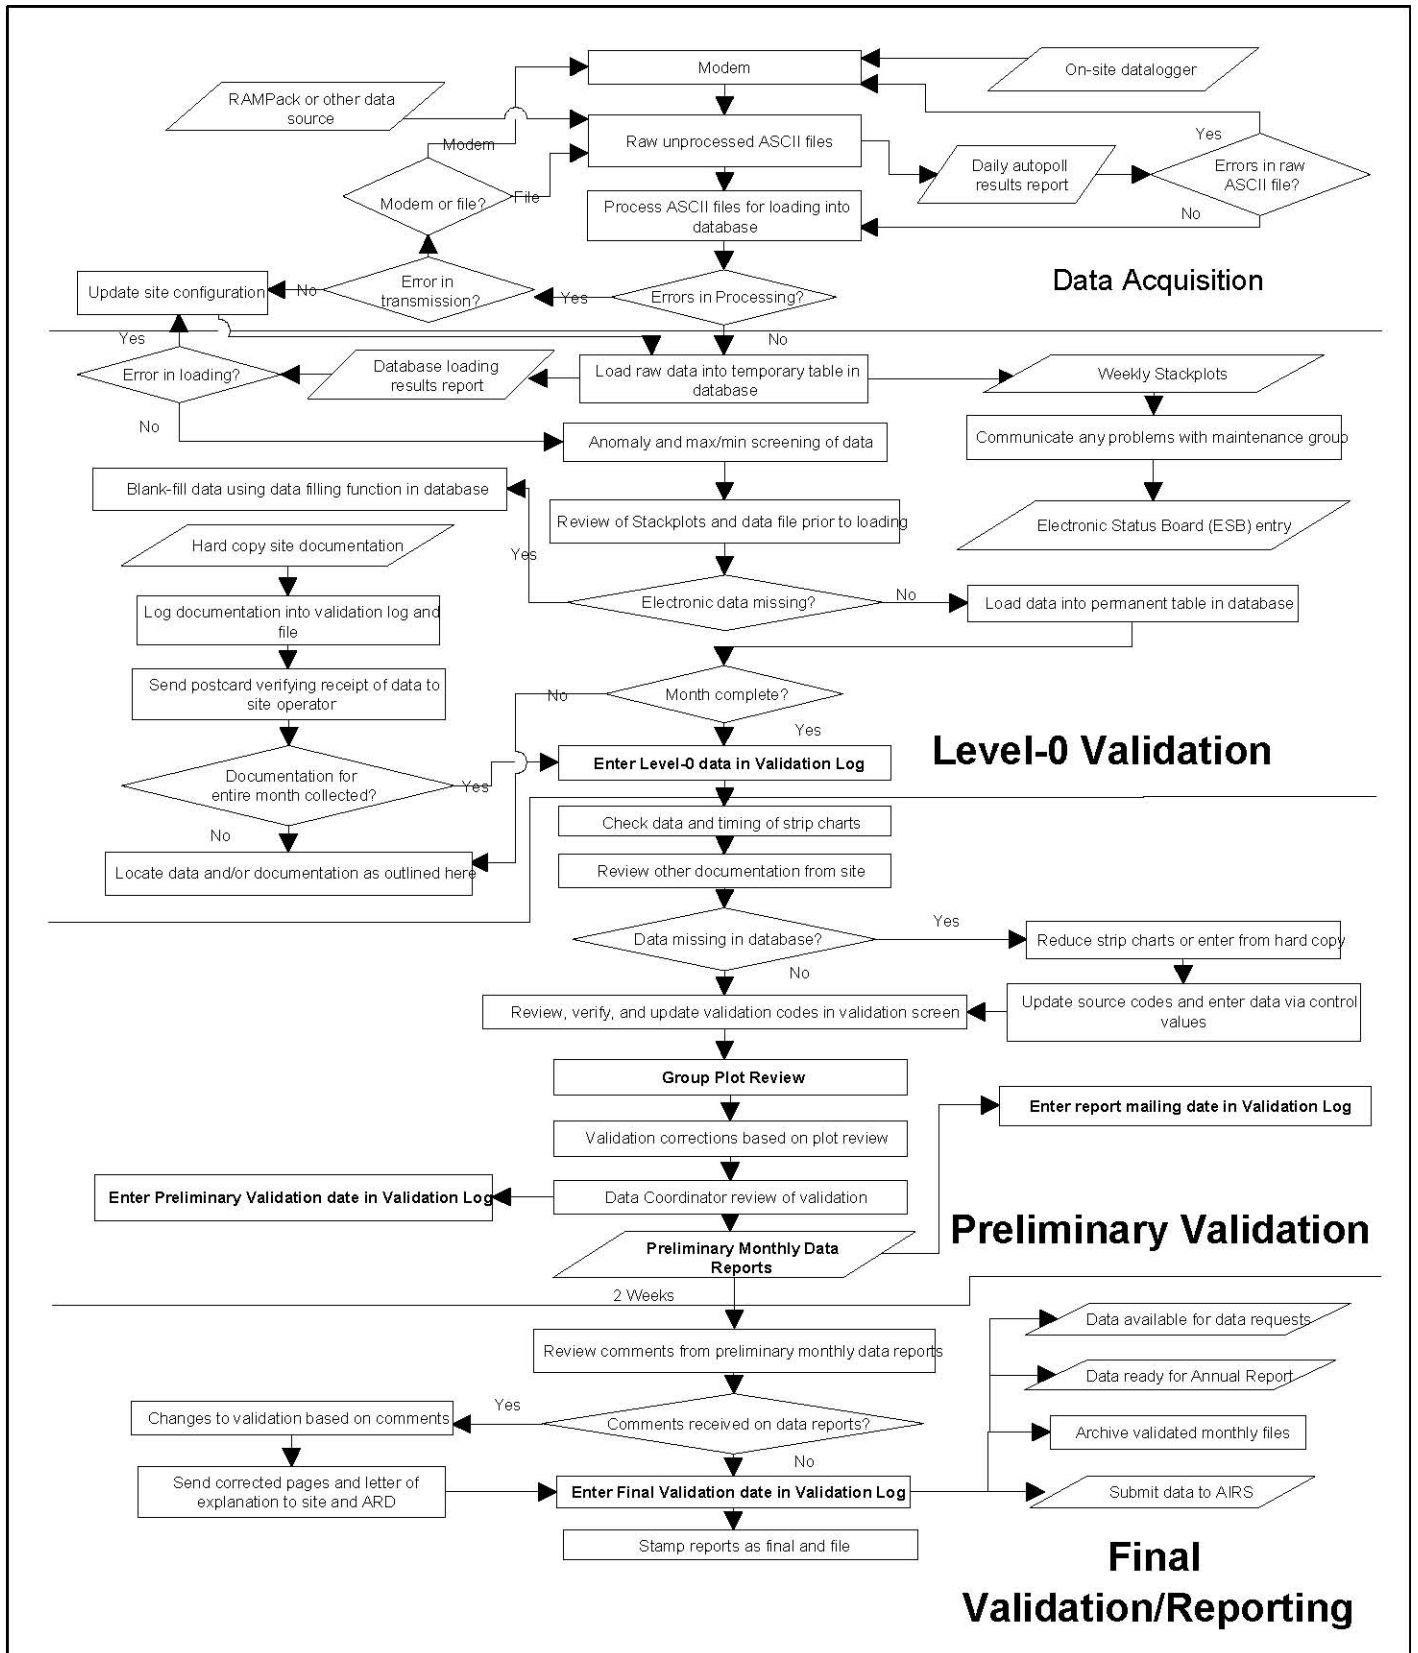 Modem
On-site datalogger
RAMPack or other data
source
Modem
Raw unprocessed ASCII files
Yes
Daily autopoll
results report
Errors in raw
ASCII file?
Modem or file?
File
Process ASCII files for loading into
database
No
Data Acquisition
Update site configuration
No
Error in
transmission?
Yes
Errors in Processing?
Yes
No
Error in loading?
Database loading
results report
Load raw data into temporary table in
database
Weekly Stackplots
No
Anomaly and max/min screening of data
Communicate any problems with maintenance group
Blank-fill data using data filling function in database
Review of Stackplots and data file prior to loading
Electronic Status Board (ESB) entry
Hard copy site documentation
Yes
Electronic data missing?
No
Load data into permanent table in database
Log documentation into validation log and
file
Send postcard verifying receipt of data to
site operator
No
Month complete?
Yes
Level-0 Validation
Enter Level-0 data in Validation Log
Documentation for
entire month collected?
Yes
No
Check data and timing of strip charts
Locate data and/or documentation as outlined here
Review other documentation from site
Yes
Data missing in database?
Reduce strip charts or enter from hard copy
No
Update source codes and enter data via control
values
Review, verify, and update validation codes in validation screen
Group Plot Review
Enter report mailing date in Validation Log
Validation corrections based on plot review
Enter Preliminary Validation date in Validation Log
Data Coordinator review of validation
Preliminary Validation
Preliminary Monthly Data
Reports
2 Weeks
Data available for data requests
Review comments from preliminary monthly data reports
Data ready for Annual Report
Changes to validation based on comments
Yes
Comments received on data reports?
Archive validated monthly files
No
Send corrected pages and letter of
explanation to site and ARD
Enter Final Validation date in Validation Log
Submit data to AIRS
Stamp reports as final and file
Final
Validation/Reporting